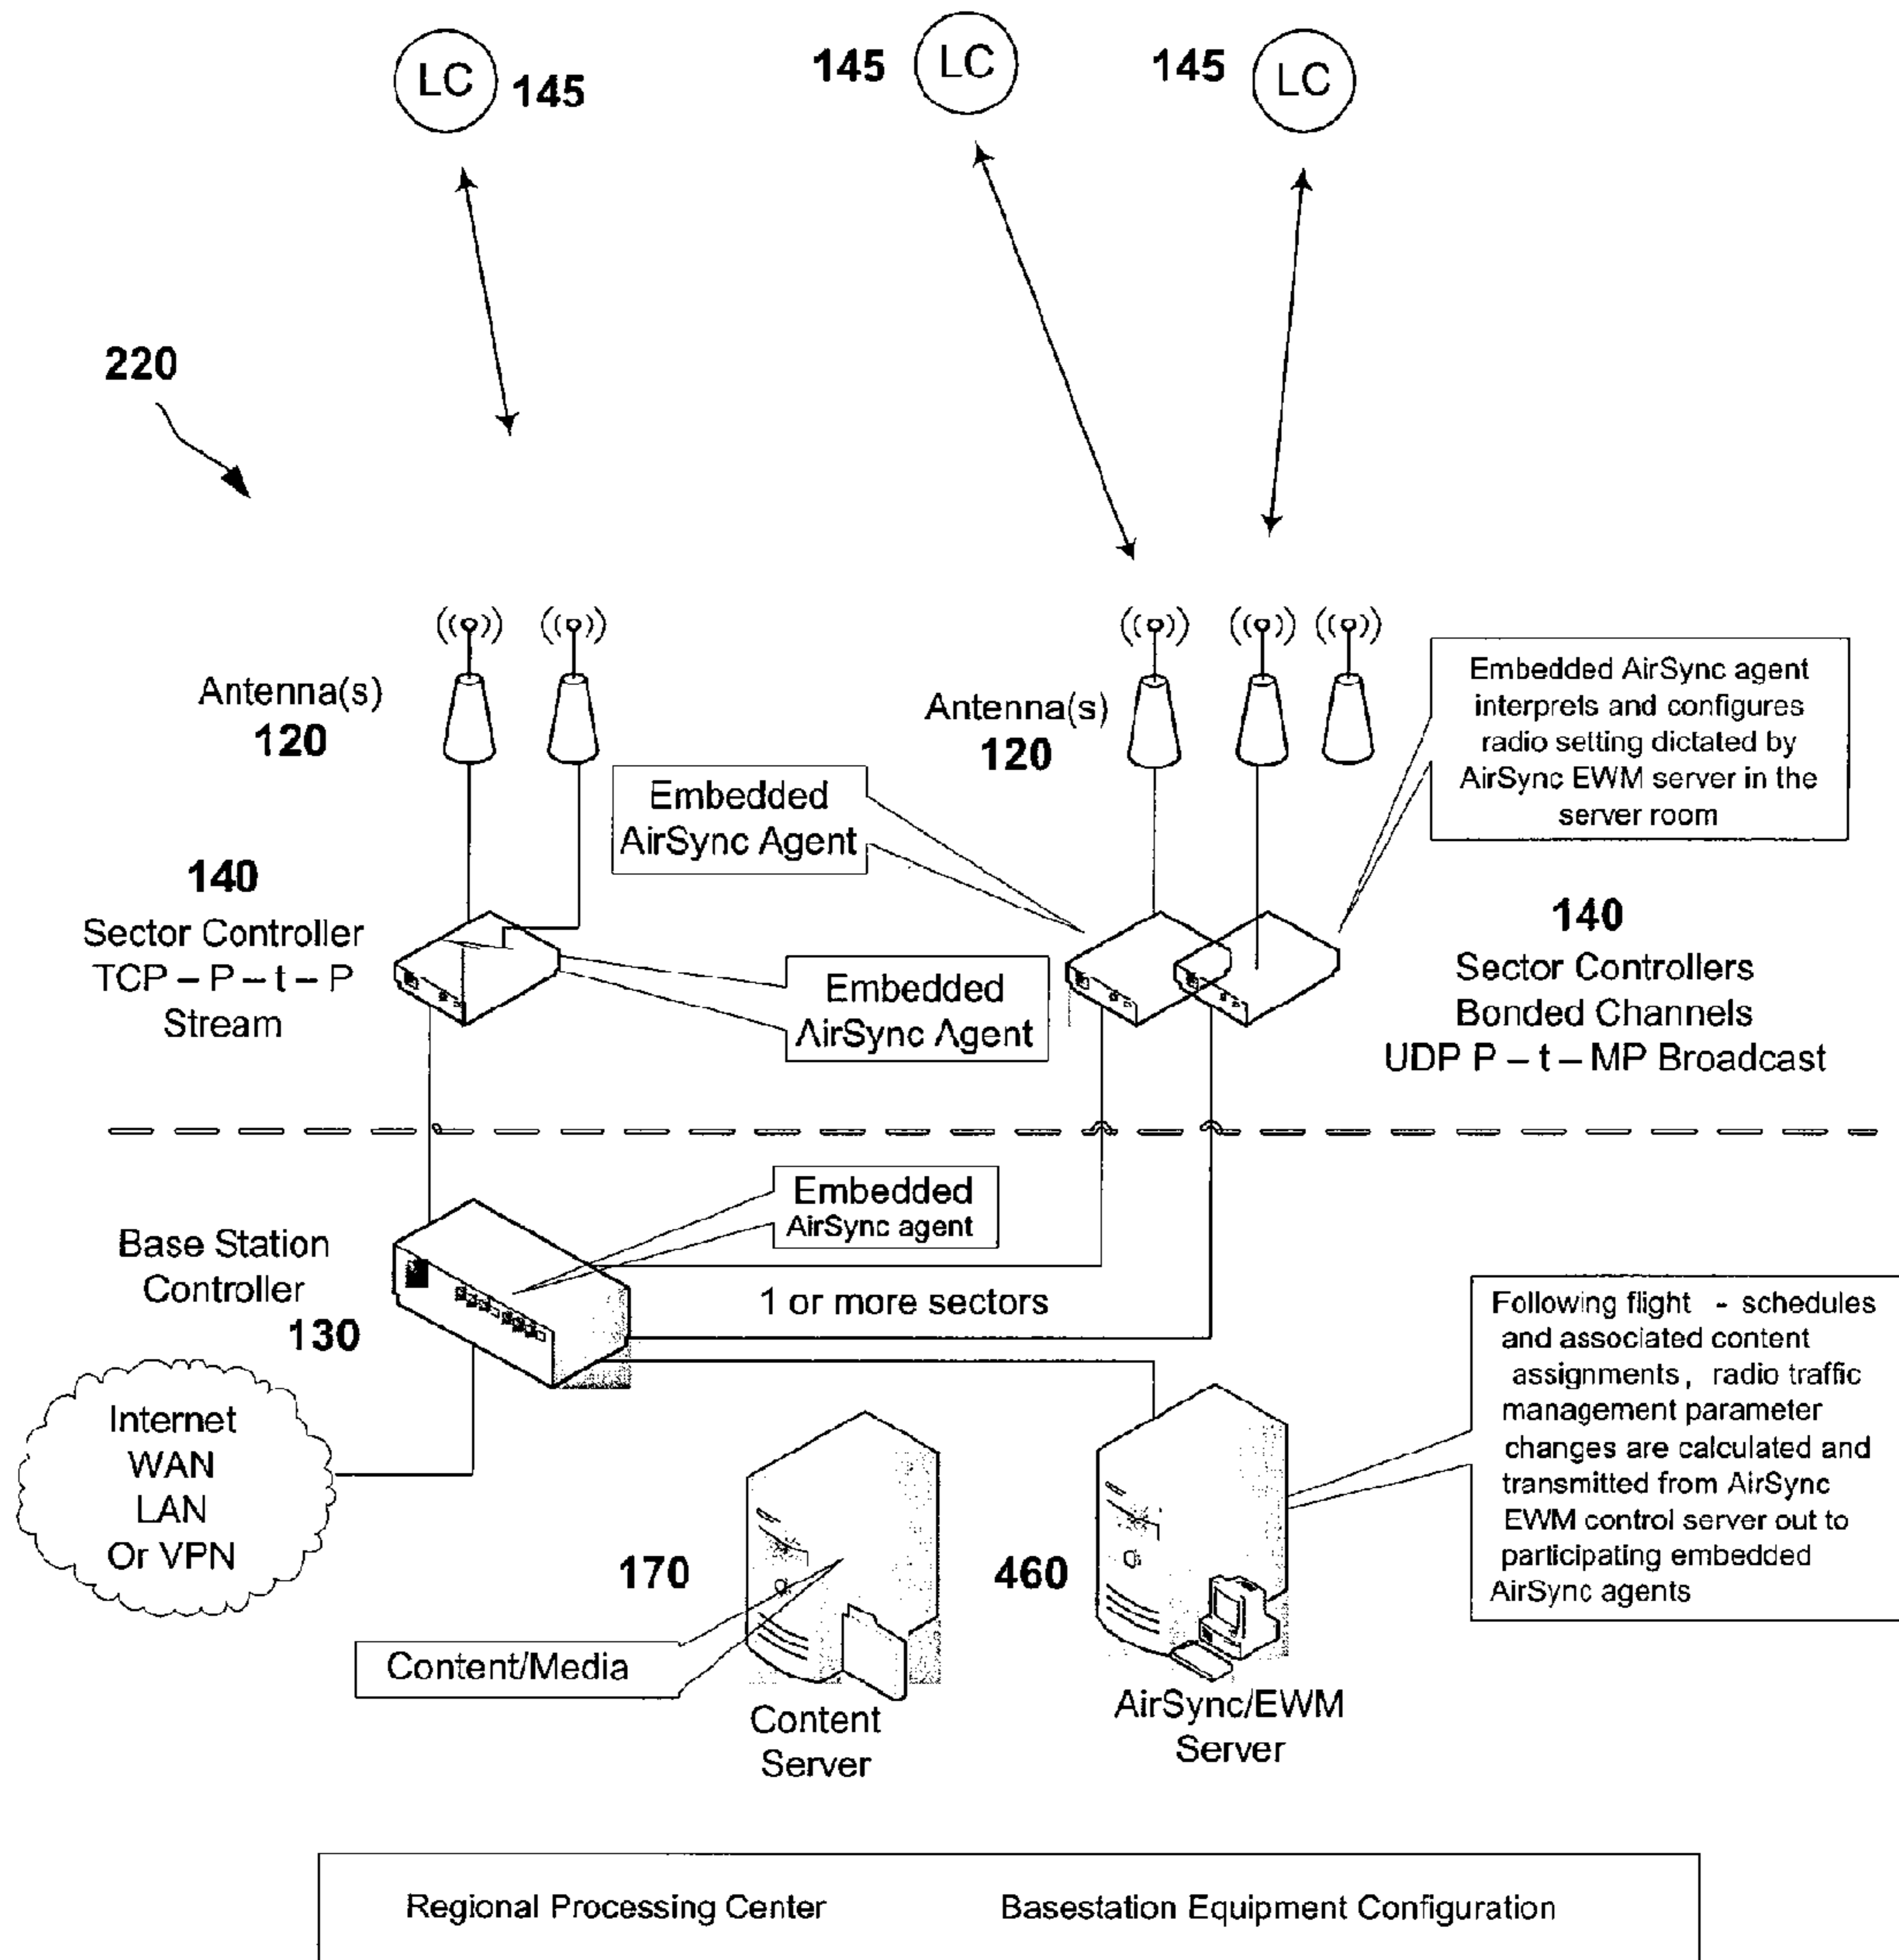 LC 145
145 LC
145 LC
220
Antenna(s)
120
Antenna(s)
120
Embedded AirSync agent
interprets and configures
radio setting dictated by
AirSync EWM server in the
server room
Embedded
AirSync Agent
140
Sector Controller
TCP – P – t – P
Stream
Embedded
AirSync Agent
140
Sector Controllers
Bonded Channels
UDP P – t – MP Broadcast
Embedded
AirSync agent
Base Station
Controller
130
1 or more sectors
Internet
WAN
LAN
Or VPN
Following flight - schedules
and associated content
assignments, radio traffic
management parameter
changes are calculated and
transmitted from AirSync
EWM control server out to
participating embedded
AirSync agents
170
460
Content/Media
Content
Server
AirSync/EWM
Server
Regional Processing Center Basestation Equipment Configuration